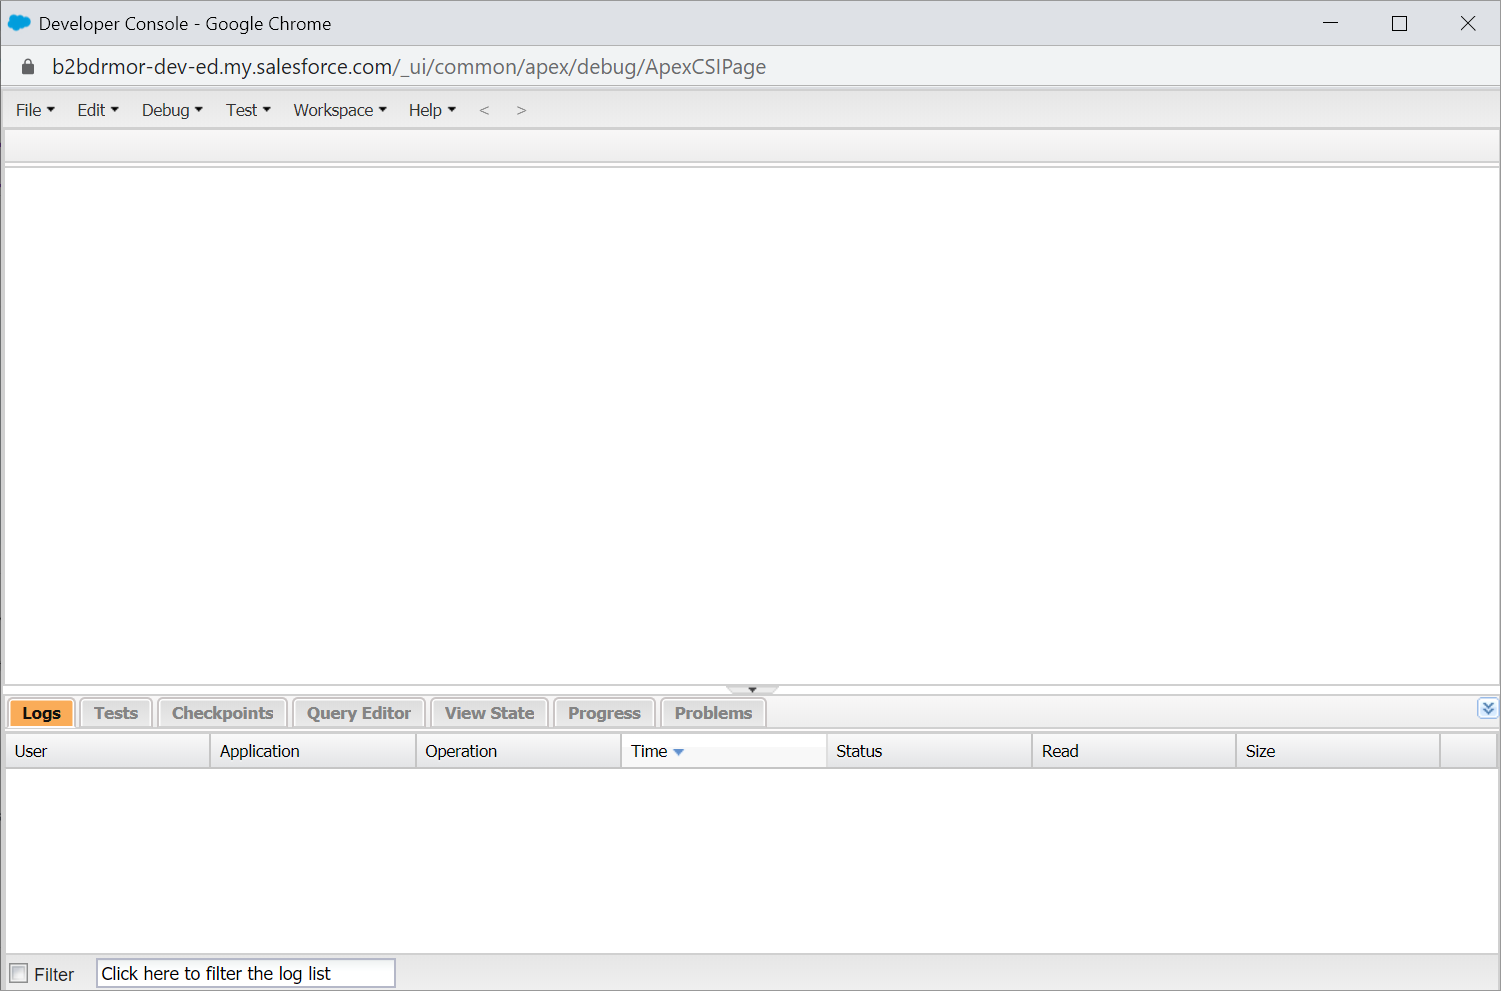 Developer Console - Google Chrome
b2bdrmor-dev-ed.my.salesforce.com/_ui/common/apex/debug/ApexCSIPage
File Edit Debug Test Workspace Help < >
Logs Tests Checkpoints Query Editor View State Progress Problems
User Application Operation Time Status Read Size
Filter Click here to filter the log list